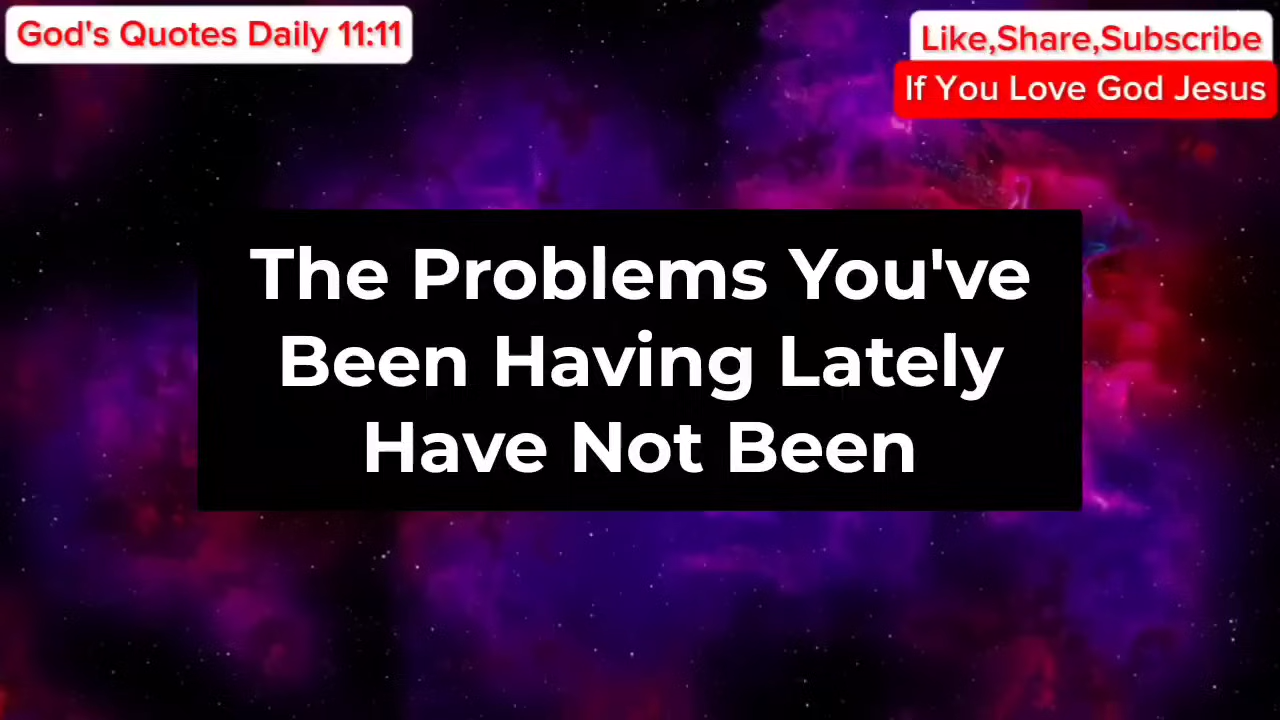 God's Quotes Daily 11:11
Like,Share,Subscribe
If You Love God Jesus
The Problems You've
Been Having Lately
Have Not Been